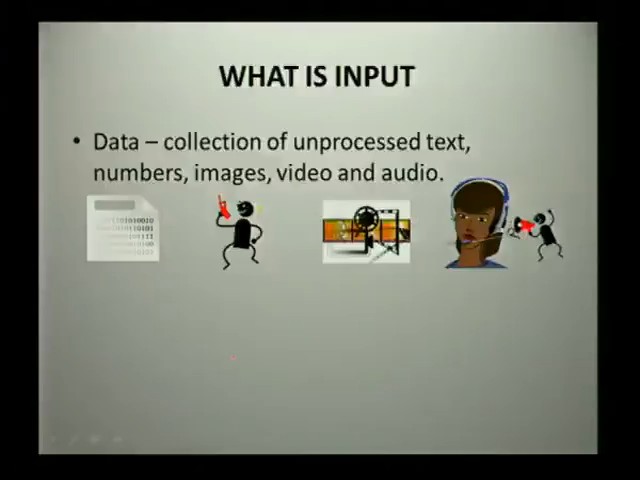 WHAT IS INPUT
• Data – collection of unprocessed text,
numbers, images, video and audio.